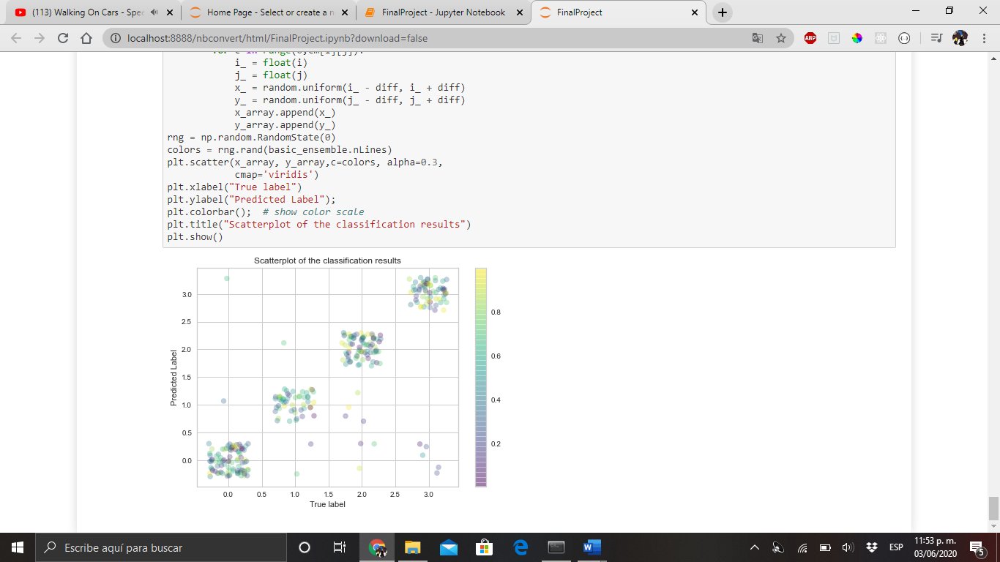 (113) Walking On Cars - Spee
Home Page - Select or create a n
FinalProject - Jupyter Notebook
FinalProject
localhost:8888/nbconvert/html/FinalProject.ipynb?download=false
ABP
i_ = float(i)
j_ = float(j)
x_ = random.uniform(i_ - diff, i_ + diff)
y_ = random.uniform(j_ - diff, j_ + diff)
x_array.append(x_)
y_array.append(y_)
rng = np.random.RandomState(0)
colors = rng.rand(basic_ensemble.nLines)
plt.scatter(x_array, y_array,c=colors, alpha=0.3,
cmap='viridis')
plt.xlabel("True label")
plt.ylabel("Predicted Label");
plt.colorbar();  # show color scale
plt.title("Scatterplot of the classification results")
plt.show()
Scatterplot of the classification results
3.0
2.5
2.0
1.5
1.0
0.5
0.0
Predicted Label
0.0 0.5 1.0 1.5 2.0 2.5 3.0
True label
0.8
0.6
0.4
0.2
Escribe aquí para buscar
ESP
11:53 p. m.
03/06/2020
5